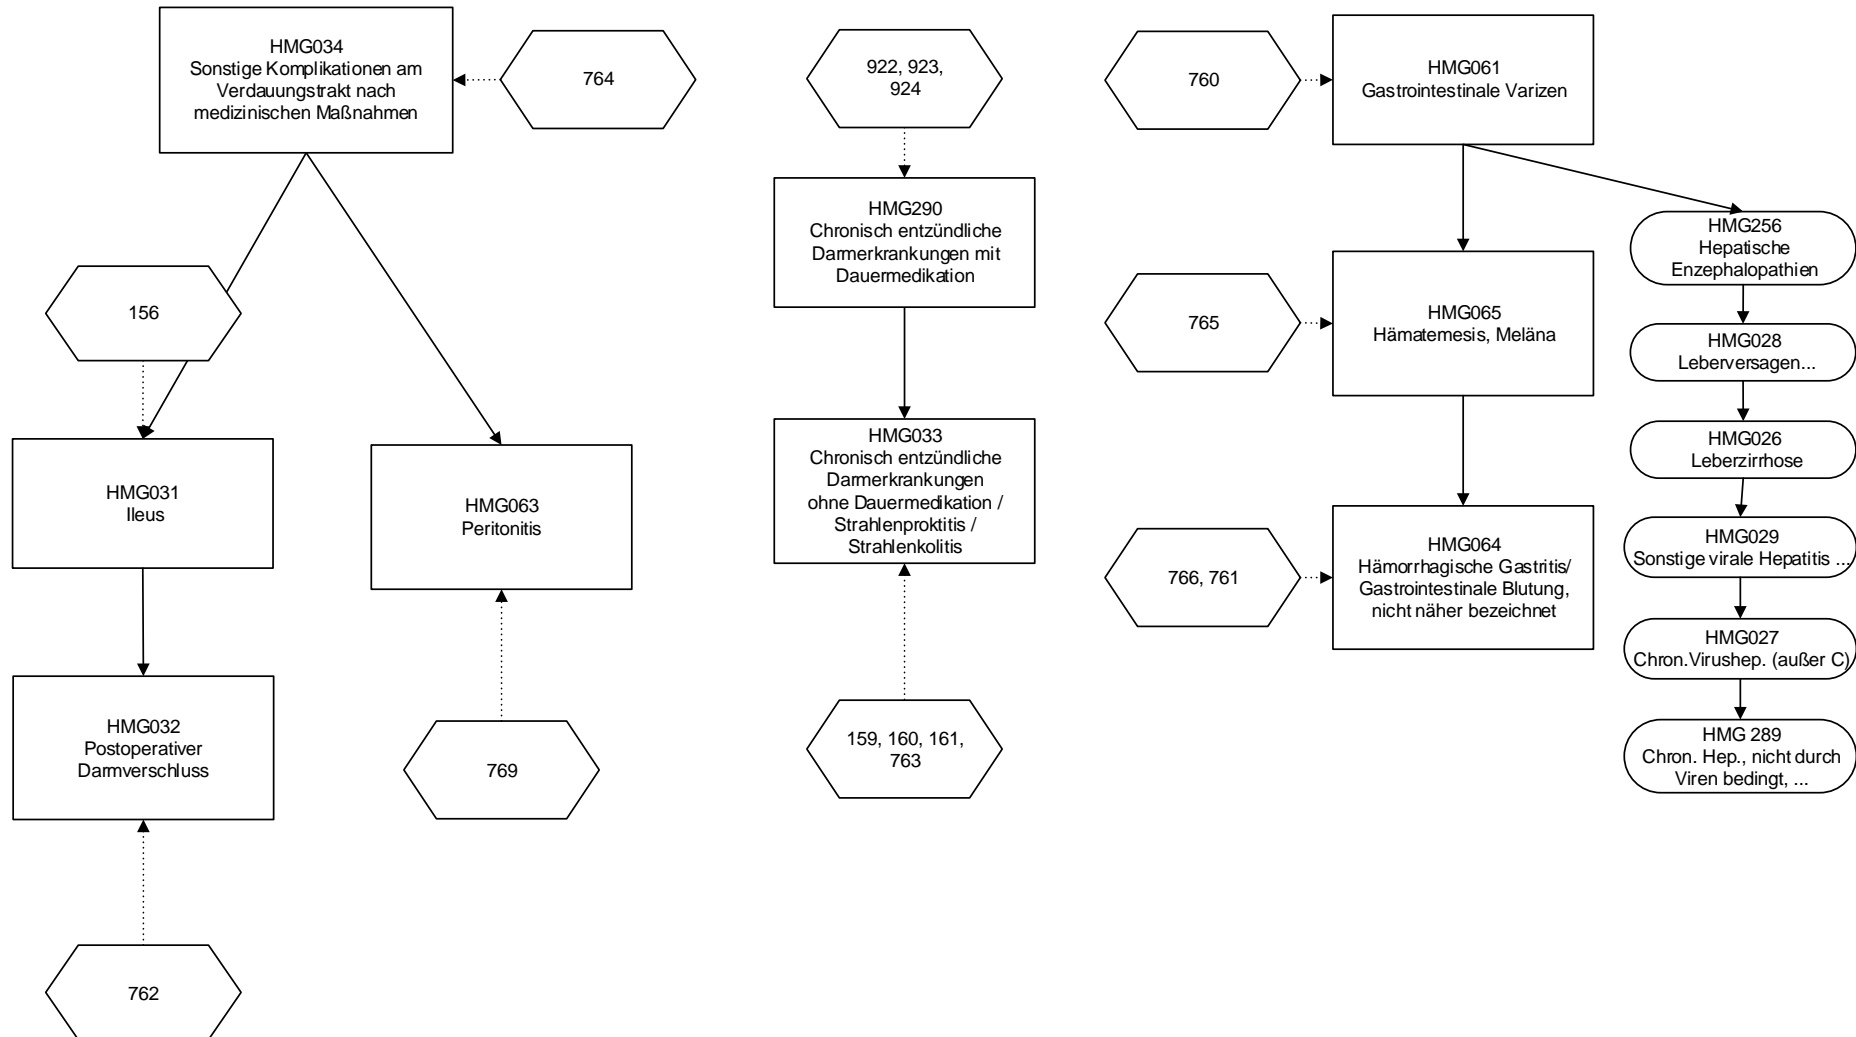 HMG034
Sonstige Komplikationen am
Verdauungstrakt nach
medizinischen Maßnahmen
764
156
HMG031
Ileus
HMG063
Peritonitis
HMG032
Postoperativer
Darmverschluss
769
762
922, 923,
924
HMG290
Chronisch entzündliche
Darmerkrankungen mit
Dauermedikation
HMG033
Chronisch entzündliche
Darmerkrankungen
ohne Dauermedikation /
Strahlenproktitis /
Strahlenkolitis
159, 160, 161,
763
760
HMG061
Gastrointestinale Varizen
765
HMG065
Hämatemesis, Meläna
766, 761
HMG064
Hämorrhagische Gastritis/
Gastrointestinale Blutung,
nicht näher bezeichnet
HMG256
Hepatische
Enzephalopathien
HMG028
Leberversagen...
HMG026
Leberzirrhose
HMG029
Sonstige virale Hepatitis ...
HMG027
Chron.Virushep. (außer C)
HMG 289
Chron. Hep., nicht durch
Viren bedingt, ...